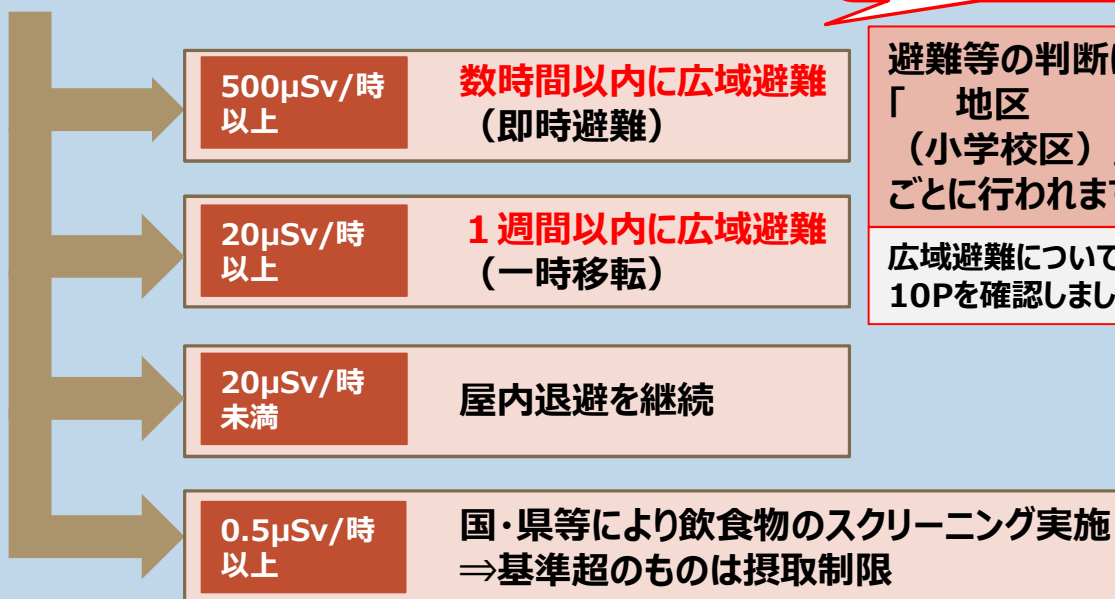 500μSv/時
以上
数時間以内に広域避難
（即時避難）
避難等の判断
「　地区
（小学校区）
ごとに行われま
広域避難について
10Pを確認しまし
20μSv/時
以上
１週間以内に広域避難
（一時移転）
20μSv/時
未満
屋内退避を継続
0.5μSv/時
以上
国・県等により飲食物のスクリーニング実施
⇒基準超のものは摂取制限